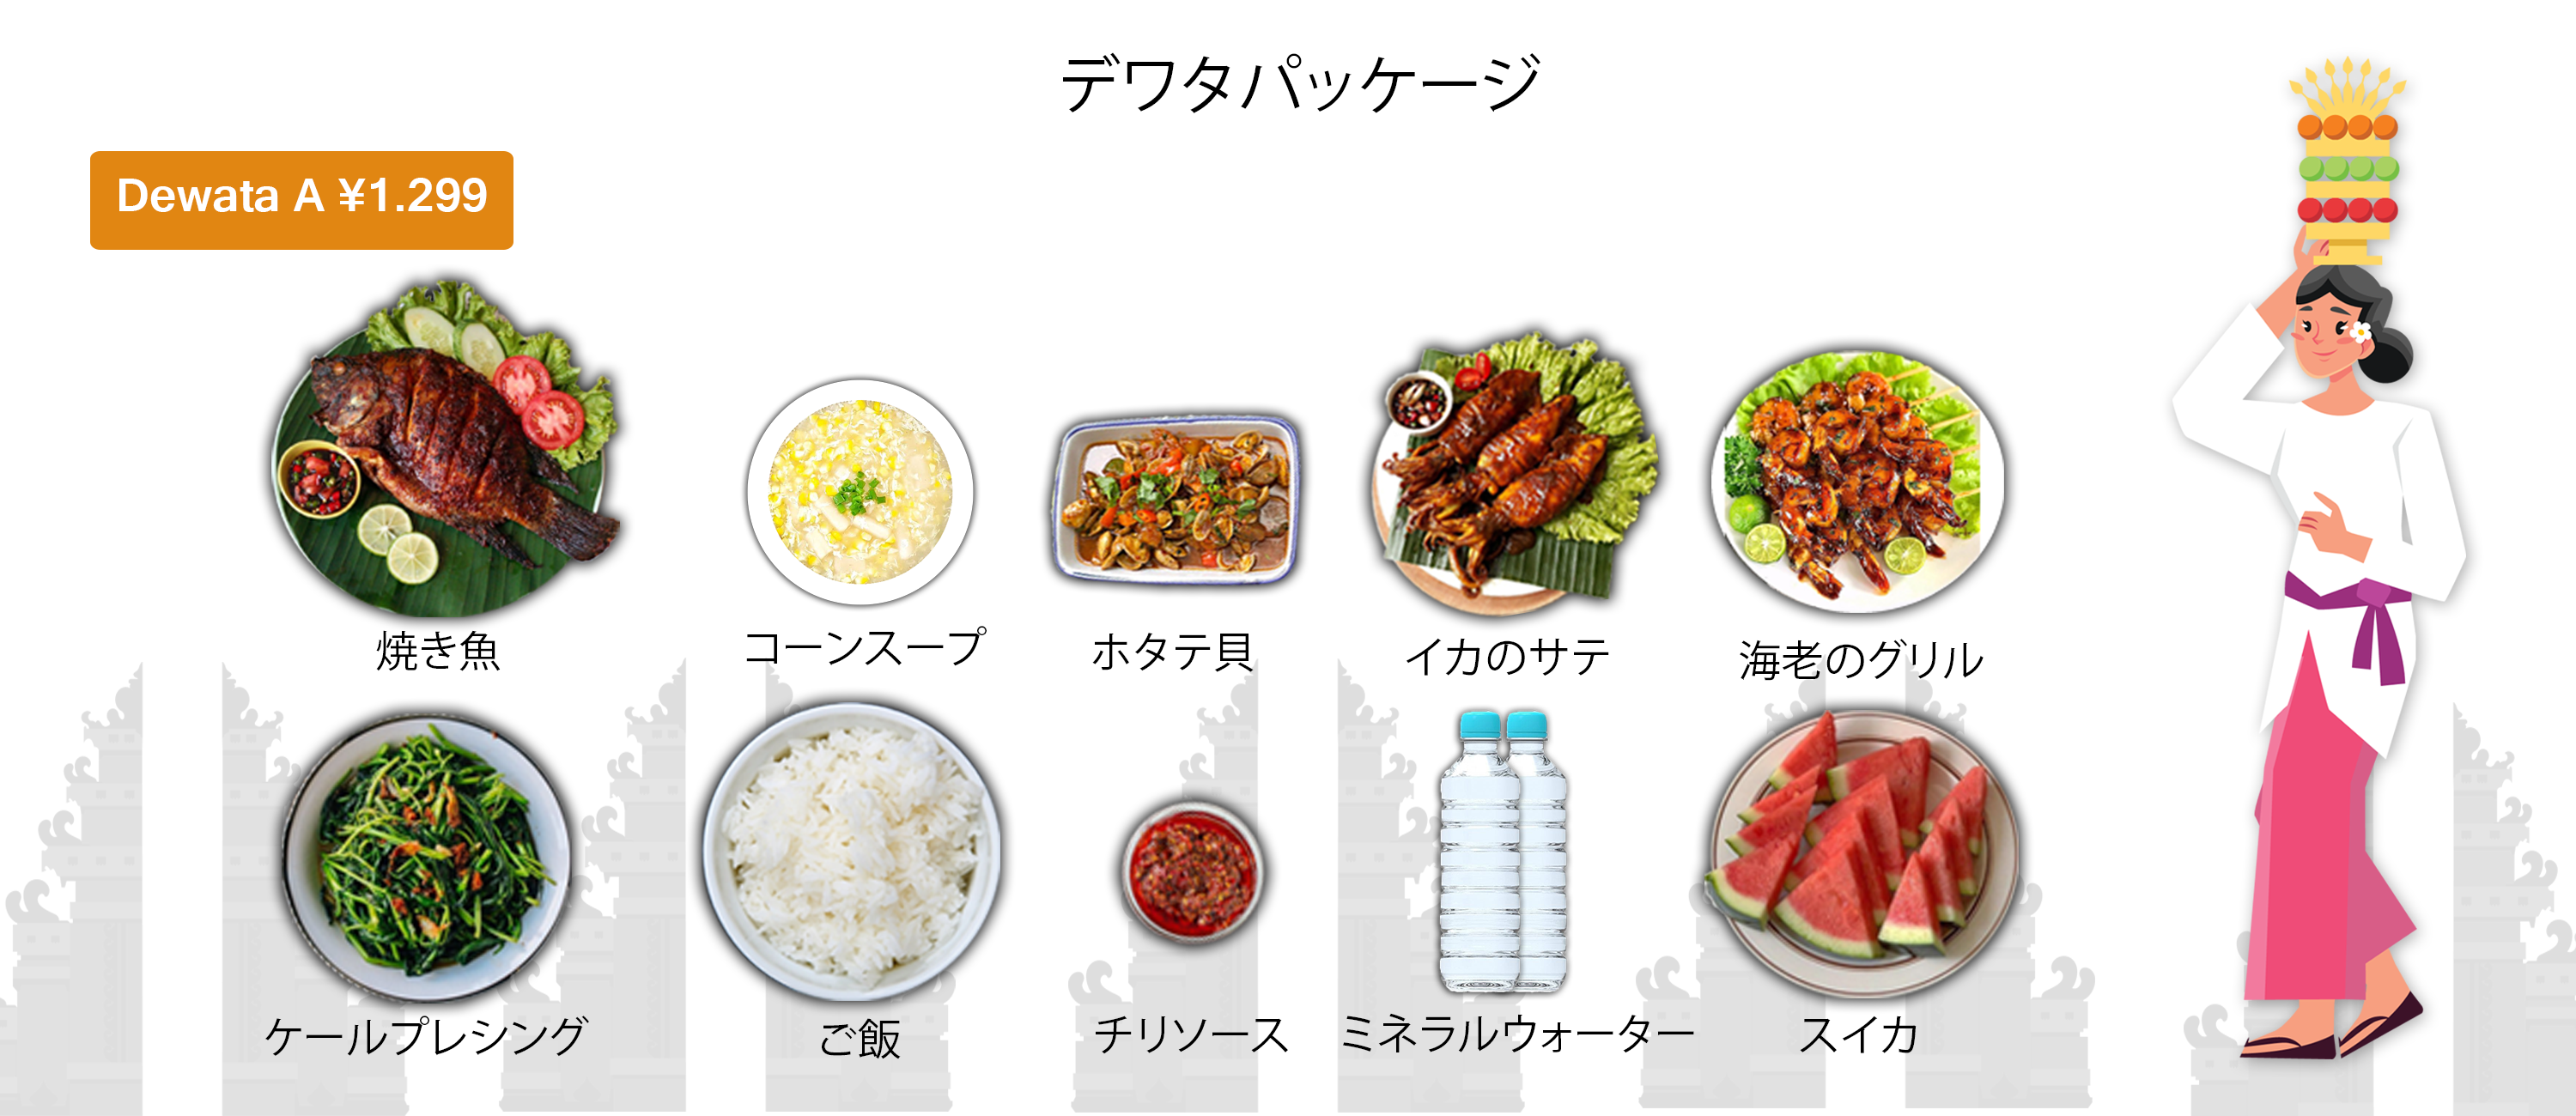 デワタパッケージ
Dewata A ¥1.299
焼き魚
コーンスープ
ホタテ貝
イカのサテ
海老のグリル
ケールプレシング
ご飯
チリソース
ミネラルウォーター
スイカ